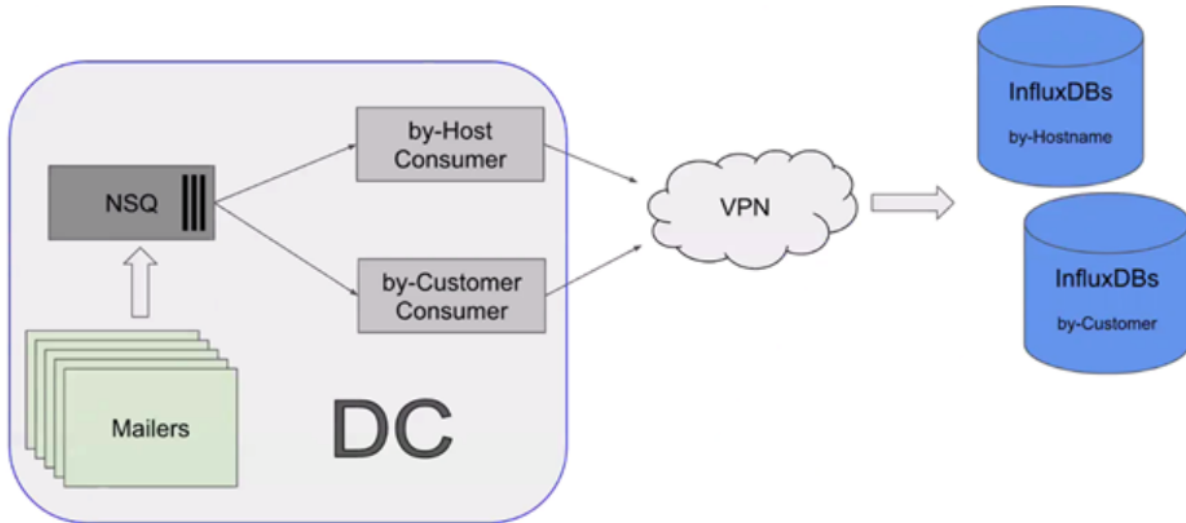 InfluxDBs
by-Hostname
by-Host
Consumer
NSQ
VPN
by-Customer
Consumer
InfluxDBs
by-Customer
Mailers
DC